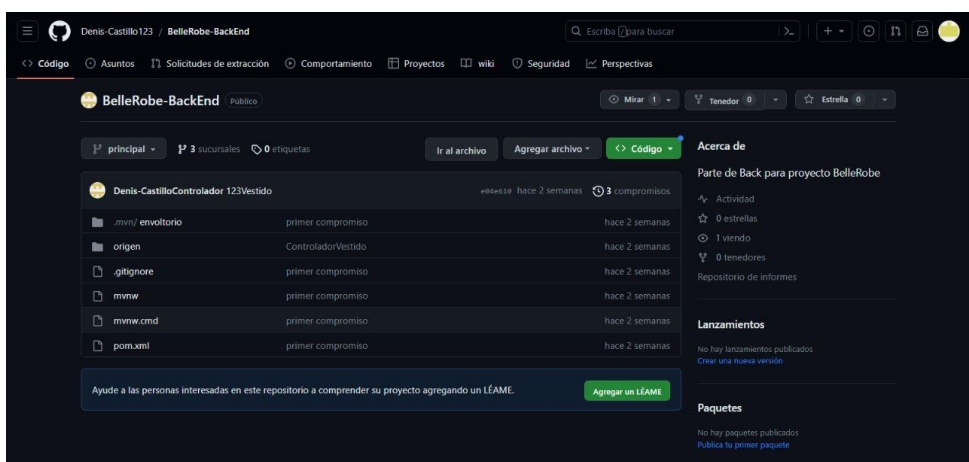 Denis-Castillo123 / BelleRobe-BackEnd
Escriba / para buscar
Código
Asuntos
Solicitudes de extracción
Comportamiento
Proyectos
wiki
Seguridad
Perspectivas
BelleRobe-BackEnd Público
Mirar 1
Tenedor 0
Estrella 0
principal
3 sucursales
0 etiquetas
Ir al archivo
Agregar archivo
Código
Denis-CastilloControlador 123Vestido
e04e610 hace 2 semanas 3 compromisos
.mvn/ envoltorio primer compromiso hace 2 semanas
origen ControladorVestido hace 2 semanas
.gitignore primer compromiso hace 2 semanas
mvnw primer compromiso hace 2 semanas
mvnw.cmd primer compromiso hace 2 semanas
pom.xml primer compromiso hace 2 semanas
Ayude a las personas interesadas en este repositorio a comprender su proyecto agregando un LÉAME.
Agregar un LÉAME
Acerca de
Parte de Back para proyecto BelleRobe
Actividad
0 estrellas
1 viendo
0 tenedores
Repositorio de informes
Lanzamientos
No hay lanzamientos publicados
Crear una nueva versión
Paquetes
No hay paquetes publicados
Publica tu primer paquete